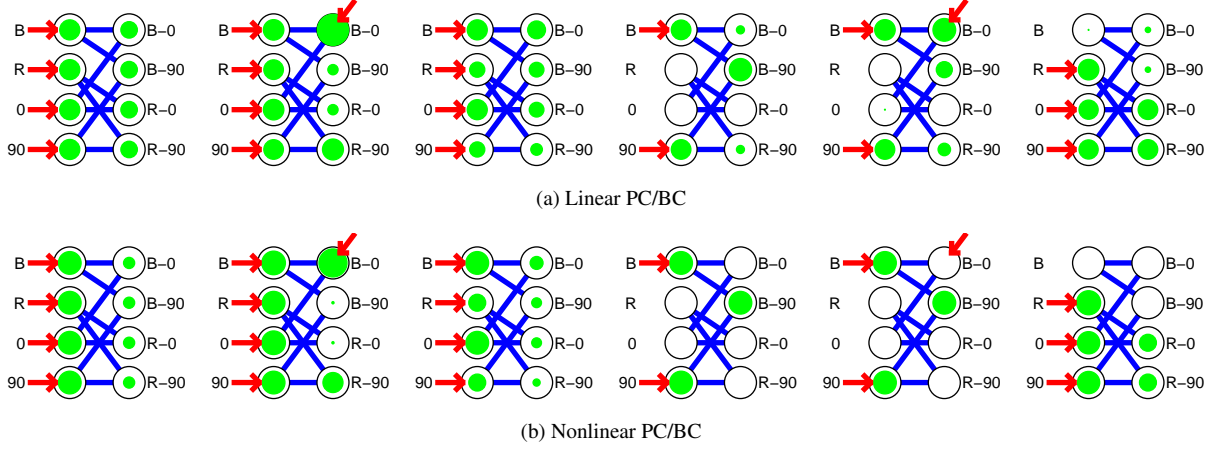 B B−0 B B−0 B B−0 B B−0 B B−0 B B−0
R B−90 R B−90 R B−90 R B−90 R B−90 R B−90
0 R−0 0 R−0 0 R−0 0 R−0 0 R−0 0 R−0
90 R−90 90 R−90 90 R−90 90 R−90 90 R−90 90 R−90
(a) Linear PC/BC
B B−0 B B−0 B B−0 B B−0 B B−0 B B−0
R B−90 R B−90 R B−90 R B−90 R B−90 R B−90
0 R−0 0 R−0 0 R−0 0 R−0 0 R−0 0 R−0
90 R−90 90 R−90 90 R−90 90 R−90 90 R−90 90 R−90
(b) Nonlinear PC/BC